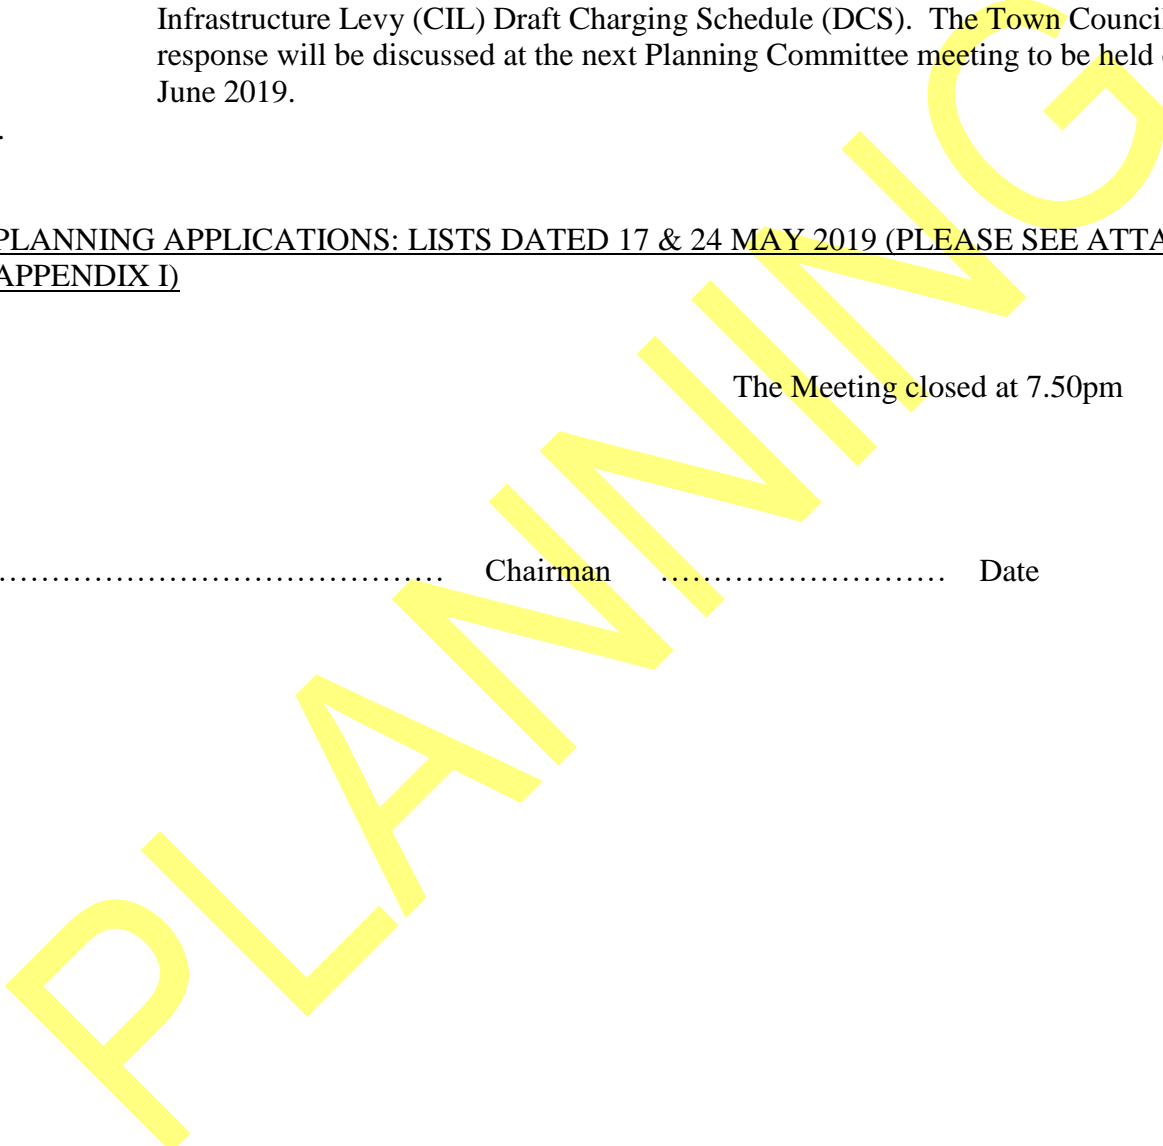 Infrastructure Levy (CIL) Draft Charging Schedule (DCS). The Town Counci
response will be discussed at the next Planning Committee meeting to be held
June 2019.
.
PLANNING APPLICATIONS: LISTS DATED 17 & 24 MAY 2019 (PLEASE SEE ATTA
APPENDIX I)
The Meeting closed at 7.50pm
………………………………… Chairman ……………………… Date
PLANNING